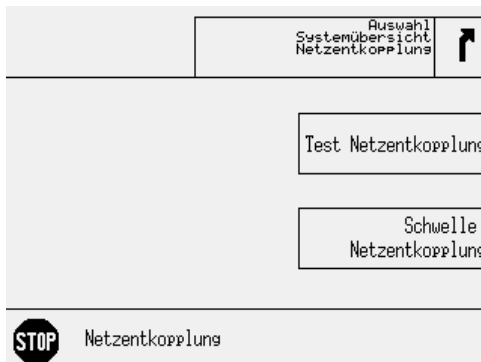 Auswahl
Systemübersicht
Netzentkopplung
Test Netzentkopplung
Schwelle
Netzentkopplung
STOP
Netzentkopplung